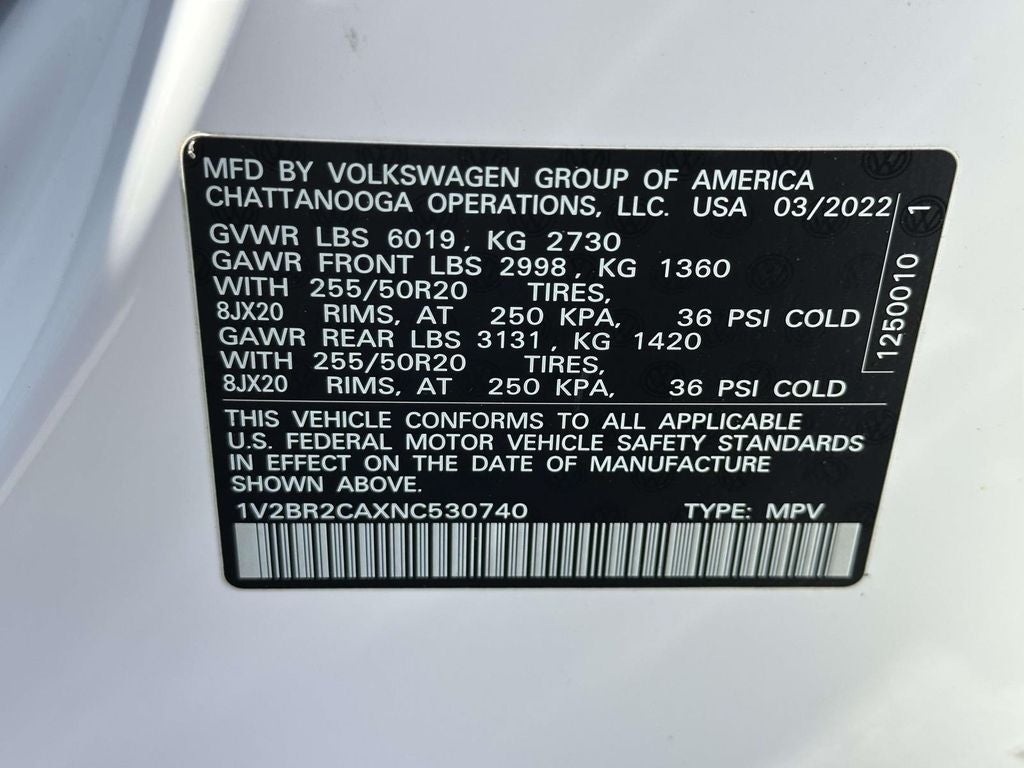 MFD BY VOLKSWAGEN GROUP OF AMERICA
CHATTANOOGA OPERATIONS, LLC. USA 03/2022
GVWR LBS 6019, KG 2730
GAWR FRONT LBS 2998, KG 1360
WITH 255/50R20 TIRES,
8JX20 RIMS, AT 250 KPA, 36 PSI COLD
GAWR REAR LBS 3131, KG 1420
WITH 255/50R20 TIRES,
8JX20 RIMS, AT 250 KPA, 36 PSI COLD
1250010 1
THIS VEHICLE CONFORMS TO ALL APPLICABLE
U.S. FEDERAL MOTOR VEHICLE SAFETY STANDARDS
IN EFFECT ON THE DATE OF MANUFACTURE
SHOWN ABOVE.
1V2BR2CAXNC530740 TYPE: MPV